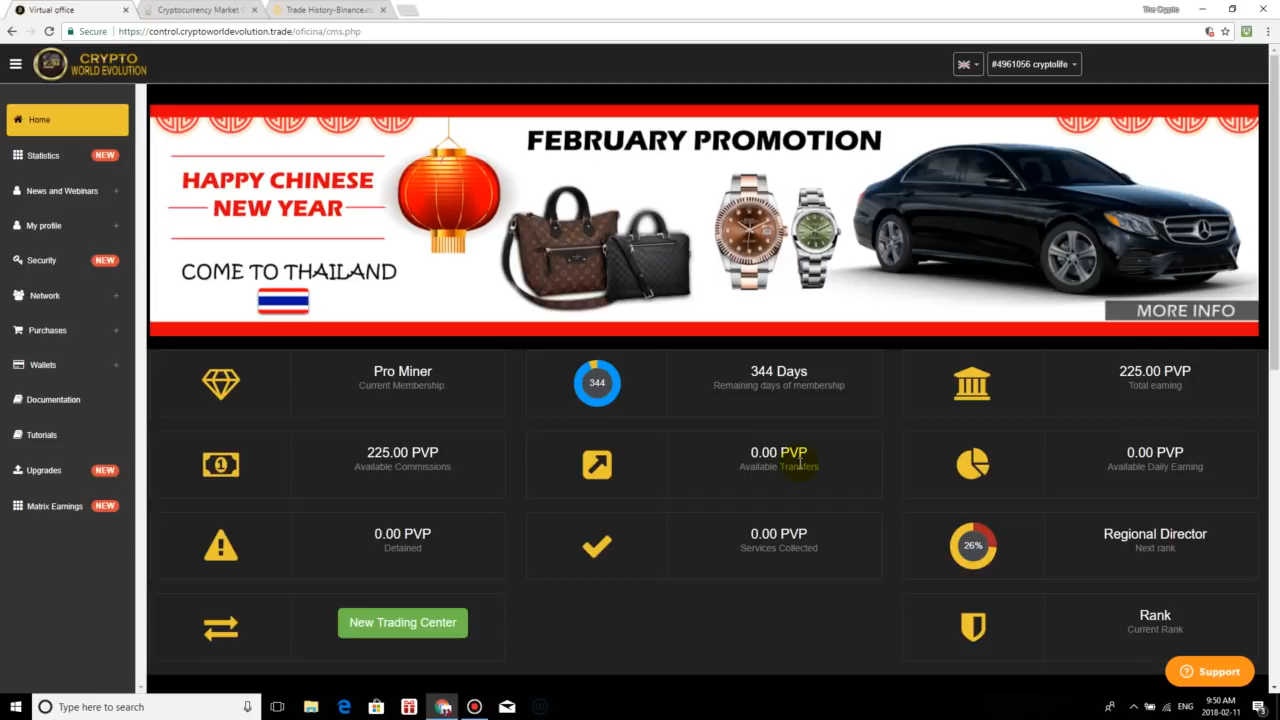 Virtual office
Cryptocurrency Market C
Trade History-Binance.co
The Crypto
Secure
https://control.cryptoworldevolution.trade/oficina/cms.php
CRYPTO
WORLD EVOLUTION
#4961056 cryptolife
Home
Statistics NEW
News and Webinars +
My profile +
Security NEW
Network +
Purchases +
Wallets +
Documentation
Tutorials
Upgrades NEW
Matrix Earnings NEW
HAPPY CHINESE
NEW YEAR
COME TO THAILAND
FEBRUARY PROMOTION
MORE INFO
Pro Miner
Current Membership
344
344 Days
Remaining days of membership
225.00 PVP
Total earning
225.00 PVP
Available Commissions
0.00 PVP
Available Transfers
0.00 PVP
Available Daily Earning
0.00 PVP
Detained
0.00 PVP
Services Collected
26%
Regional Director
Next rank
New Trading Center
Rank
Current Rank
Support
Type here to search
ENG
9:50 AM
2018-02-11
3